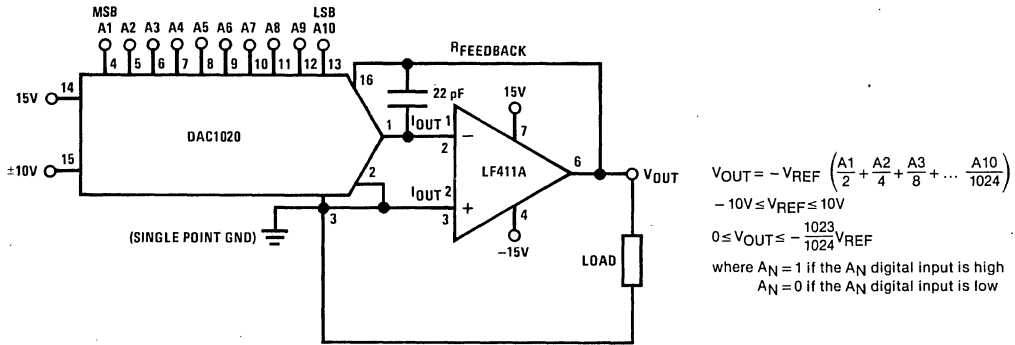 MSB LSB
A1 A2 A3 A4 A5 A6 A7 A8 A9 A10
4 5 6 7 8 9 10 11 12 13
RFEEDBACK
16
15V 14
22 pF
15V
DAC1020
1 IOUT 1
2
−
7
±10V 15
2
LF411A
6
VOUT
IOUT 2
3
+
4
−15V
3
(SINGLE POINT GND)
LOAD
VOUT = − VREF (A1/2 + A2/4 + A3/8 + ... A10/1024)
− 10V ≤ VREF ≤ 10V
0 ≤ VOUT ≤ − 1023/1024 VREF
where AN = 1 if the AN digital input is high
AN = 0 if the AN digital input is low